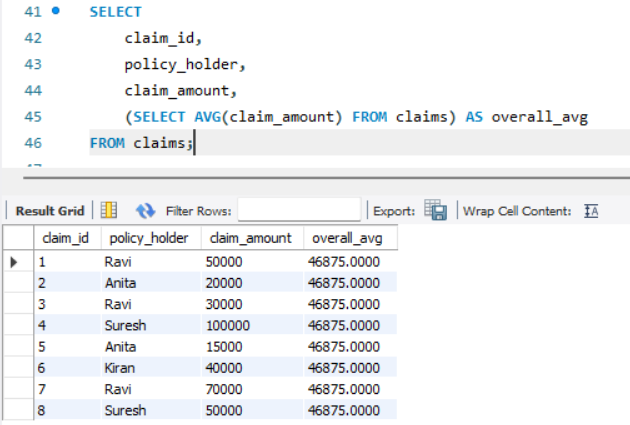 41 SELECT
42 claim_id,
43 policy_holder,
44 claim_amount,
45 (SELECT AVG(claim_amount) FROM claims) AS overall_avg
46 FROM claims;
Result Grid Filter Rows: Export: Wrap Cell Content:
claim_id policy_holder claim_amount overall_avg
1 Ravi 50000 46875.0000
2 Anita 20000 46875.0000
3 Ravi 30000 46875.0000
4 Suresh 100000 46875.0000
5 Anita 15000 46875.0000
6 Kiran 40000 46875.0000
7 Ravi 70000 46875.0000
8 Suresh 50000 46875.0000